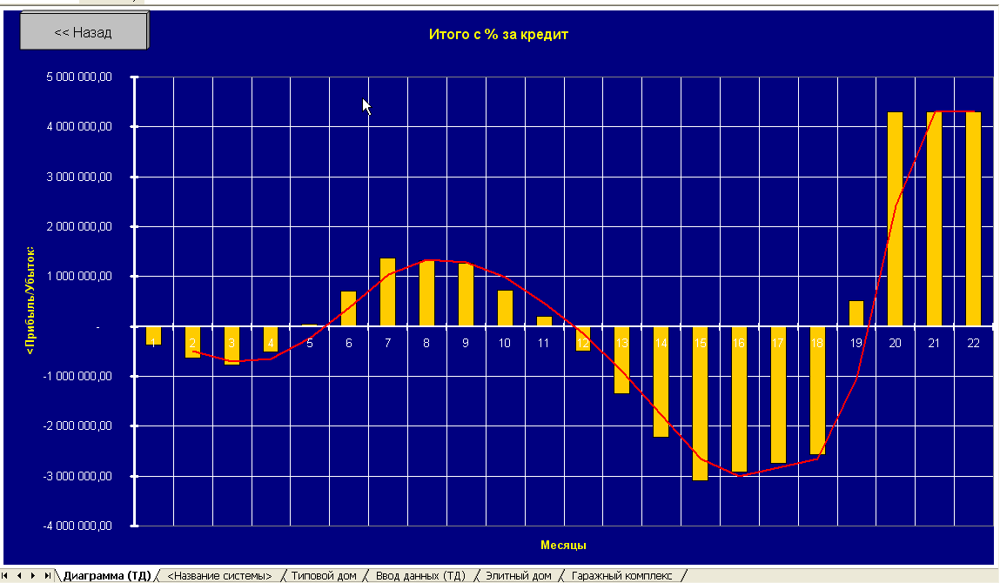 << Назад
Итого с % за кредит
5 000 000,00
4 000 000,00
3 000 000,00
2 000 000,00
1 000 000,00
-
-1 000 000,00
-2 000 000,00
-3 000 000,00
-4 000 000,00
<Прибыль/Убыток:
1 2 3 4 5 6 7 8 9 10 11 12 13 14 15 16 17 18 19 20 21 22
Месяцы
Диаграмма (ТД) <Название системы> Типовой дом Ввод данных (ТД) Элитный дом Гаражный комплекс